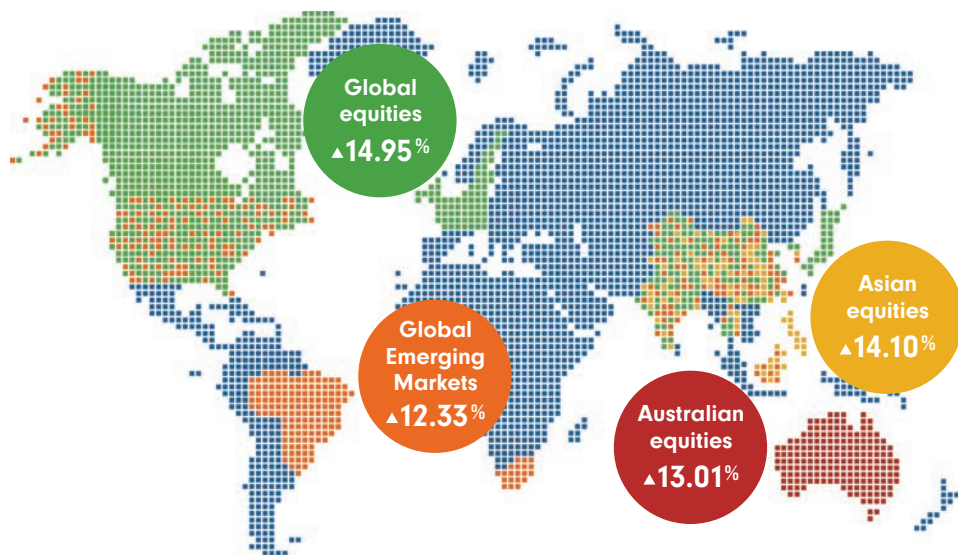 Global
equities
▲14.95%
Global
Emerging
Markets
▲12.33%
Asian
equities
▲14.10%
Australian
equities
▲13.01%